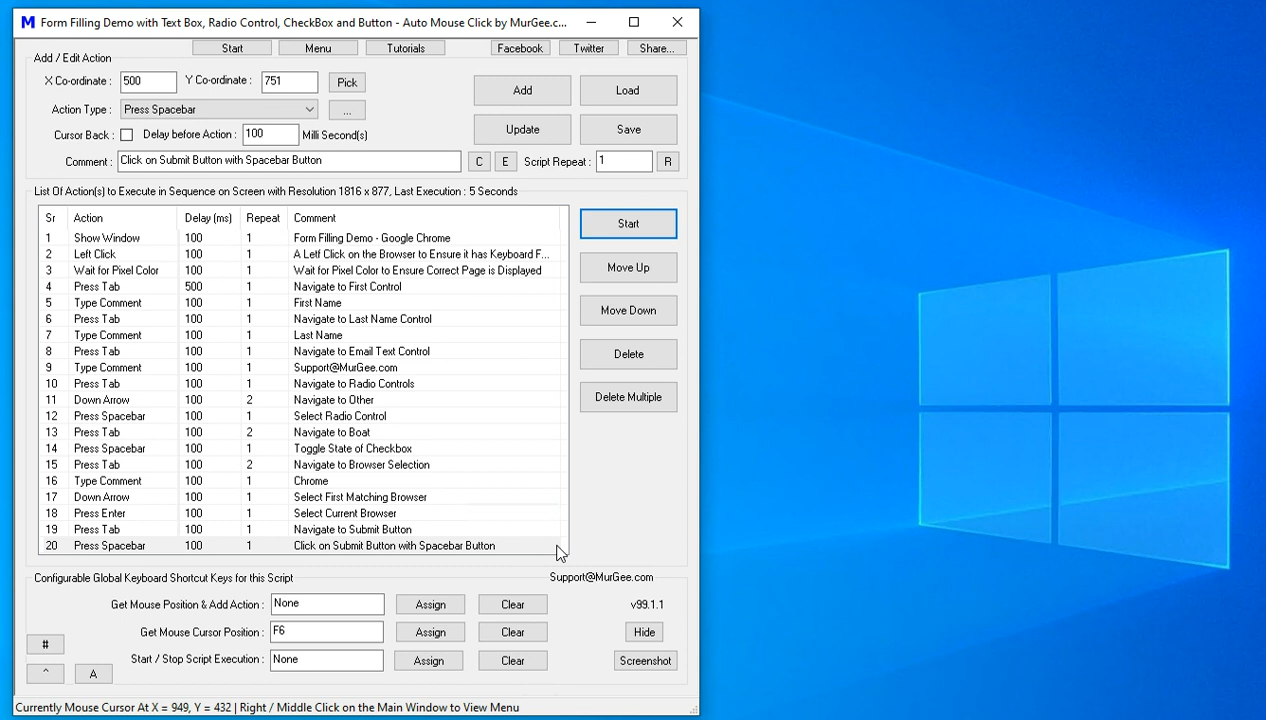 M Form Filling Demo with Text Box, Radio Control, CheckBox and Button - Auto Mouse Click by MurGee.c...
Start Menu Tutorials Facebook Twitter Share...
Add / Edit Action
X Co-ordinate : 500 Y Co-ordinate : 751 Pick
Add Load
Action Type : Press Spacebar ...
Cursor Back : Delay before Action : 100 Milli Second(s)
Update Save
Comment : Click on Submit Button with Spacebar Button C E Script Repeat : 1 R
List Of Action(s) to Execute in Sequence on Screen with Resolution 1816 x 877, Last Execution : 5 Seconds
Sr Action Delay (ms) Repeat Comment
1 Show Window 100 1 Form Filling Demo - Google Chrome
2 Left Click 100 1 A Letf Click on the Browser to Ensure it has Keyboard F...
3 Wait for Pixel Color 100 1 Wait for Pixel Color to Ensure Correct Page is Displayed
4 Press Tab 500 1 Navigate to First Control
5 Type Comment 100 1 First Name
6 Press Tab 100 1 Navigate to Last Name Control
7 Type Comment 100 1 Last Name
8 Press Tab 100 1 Navigate to Email Text Control
9 Type Comment 100 1 Support@MurGee.com
10 Press Tab 100 1 Navigate to Radio Controls
11 Down Arrow 100 2 Navigate to Other
12 Press Spacebar 100 1 Select Radio Control
13 Press Tab 100 2 Navigate to Boat
14 Press Spacebar 100 1 Toggle State of Checkbox
15 Press Tab 100 2 Navigate to Browser Selection
16 Type Comment 100 1 Chrome
17 Down Arrow 100 1 Select First Matching Browser
18 Press Enter 100 1 Select Current Browser
19 Press Tab 100 1 Navigate to Submit Button
20 Press Spacebar 100 1 Click on Submit Button with Spacebar Button
Start
Move Up
Move Down
Delete
Delete Multiple
Configurable Global Keyboard Shortcut Keys for this Script Support@MurGee.com
Get Mouse Position & Add Action : None Assign Clear v99.1.1
Get Mouse Cursor Position : F6 Assign Clear Hide
#
Start / Stop Script Execution : None Assign Clear Screenshot
^ A
Currently Mouse Cursor At X = 949, Y = 432 | Right / Middle Click on the Main Window to View Menu